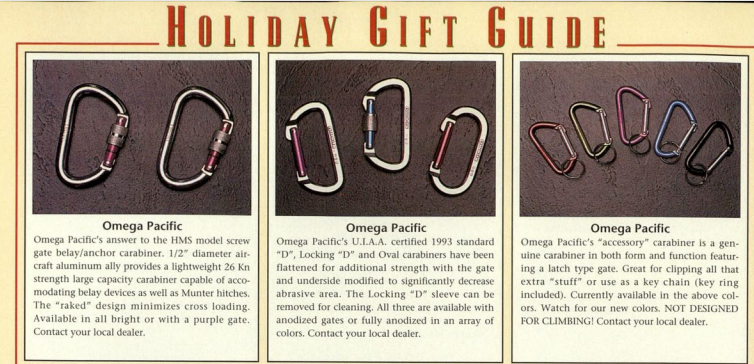 HOLIDAY GIFT GUIDE
Omega Pacific
Omega Pacific's answer to the HMS model screw
gate belay/anchor carabiner. 1/2" diameter air-
craft aluminum ally provides a lightweight 26 Kn
strength large capacity carabiner capable of acco-
modating belay devices as well as Munter hitches.
The "raked" design minimizes cross loading.
Available in all bright or with a purple gate.
Contact your local dealer.
Omega Pacific
Omega Pacific's U.I.A.A. certified 1993 standard
"D", Locking "D" and Oval carabiners have been
flattened for additional strength with the gate
and underside modified to significantly decrease
abrasive area. The Locking "D" sleeve can be
removed for cleaning. All three are available with
anodized gates or fully anodized in an array of
colors. Contact your local dealer.
Omega Pacific
Omega Pacific's "accessory" carabiner is a gen-
uine carabiner in both form and function featur-
ing a latch type gate. Great for clipping all that
extra "stuff" or use as a key chain (key ring
included). Currently available in the above col-
ors. Watch for our new colors. NOT DESIGNED
FOR CLIMBING! Contact your local dealer.